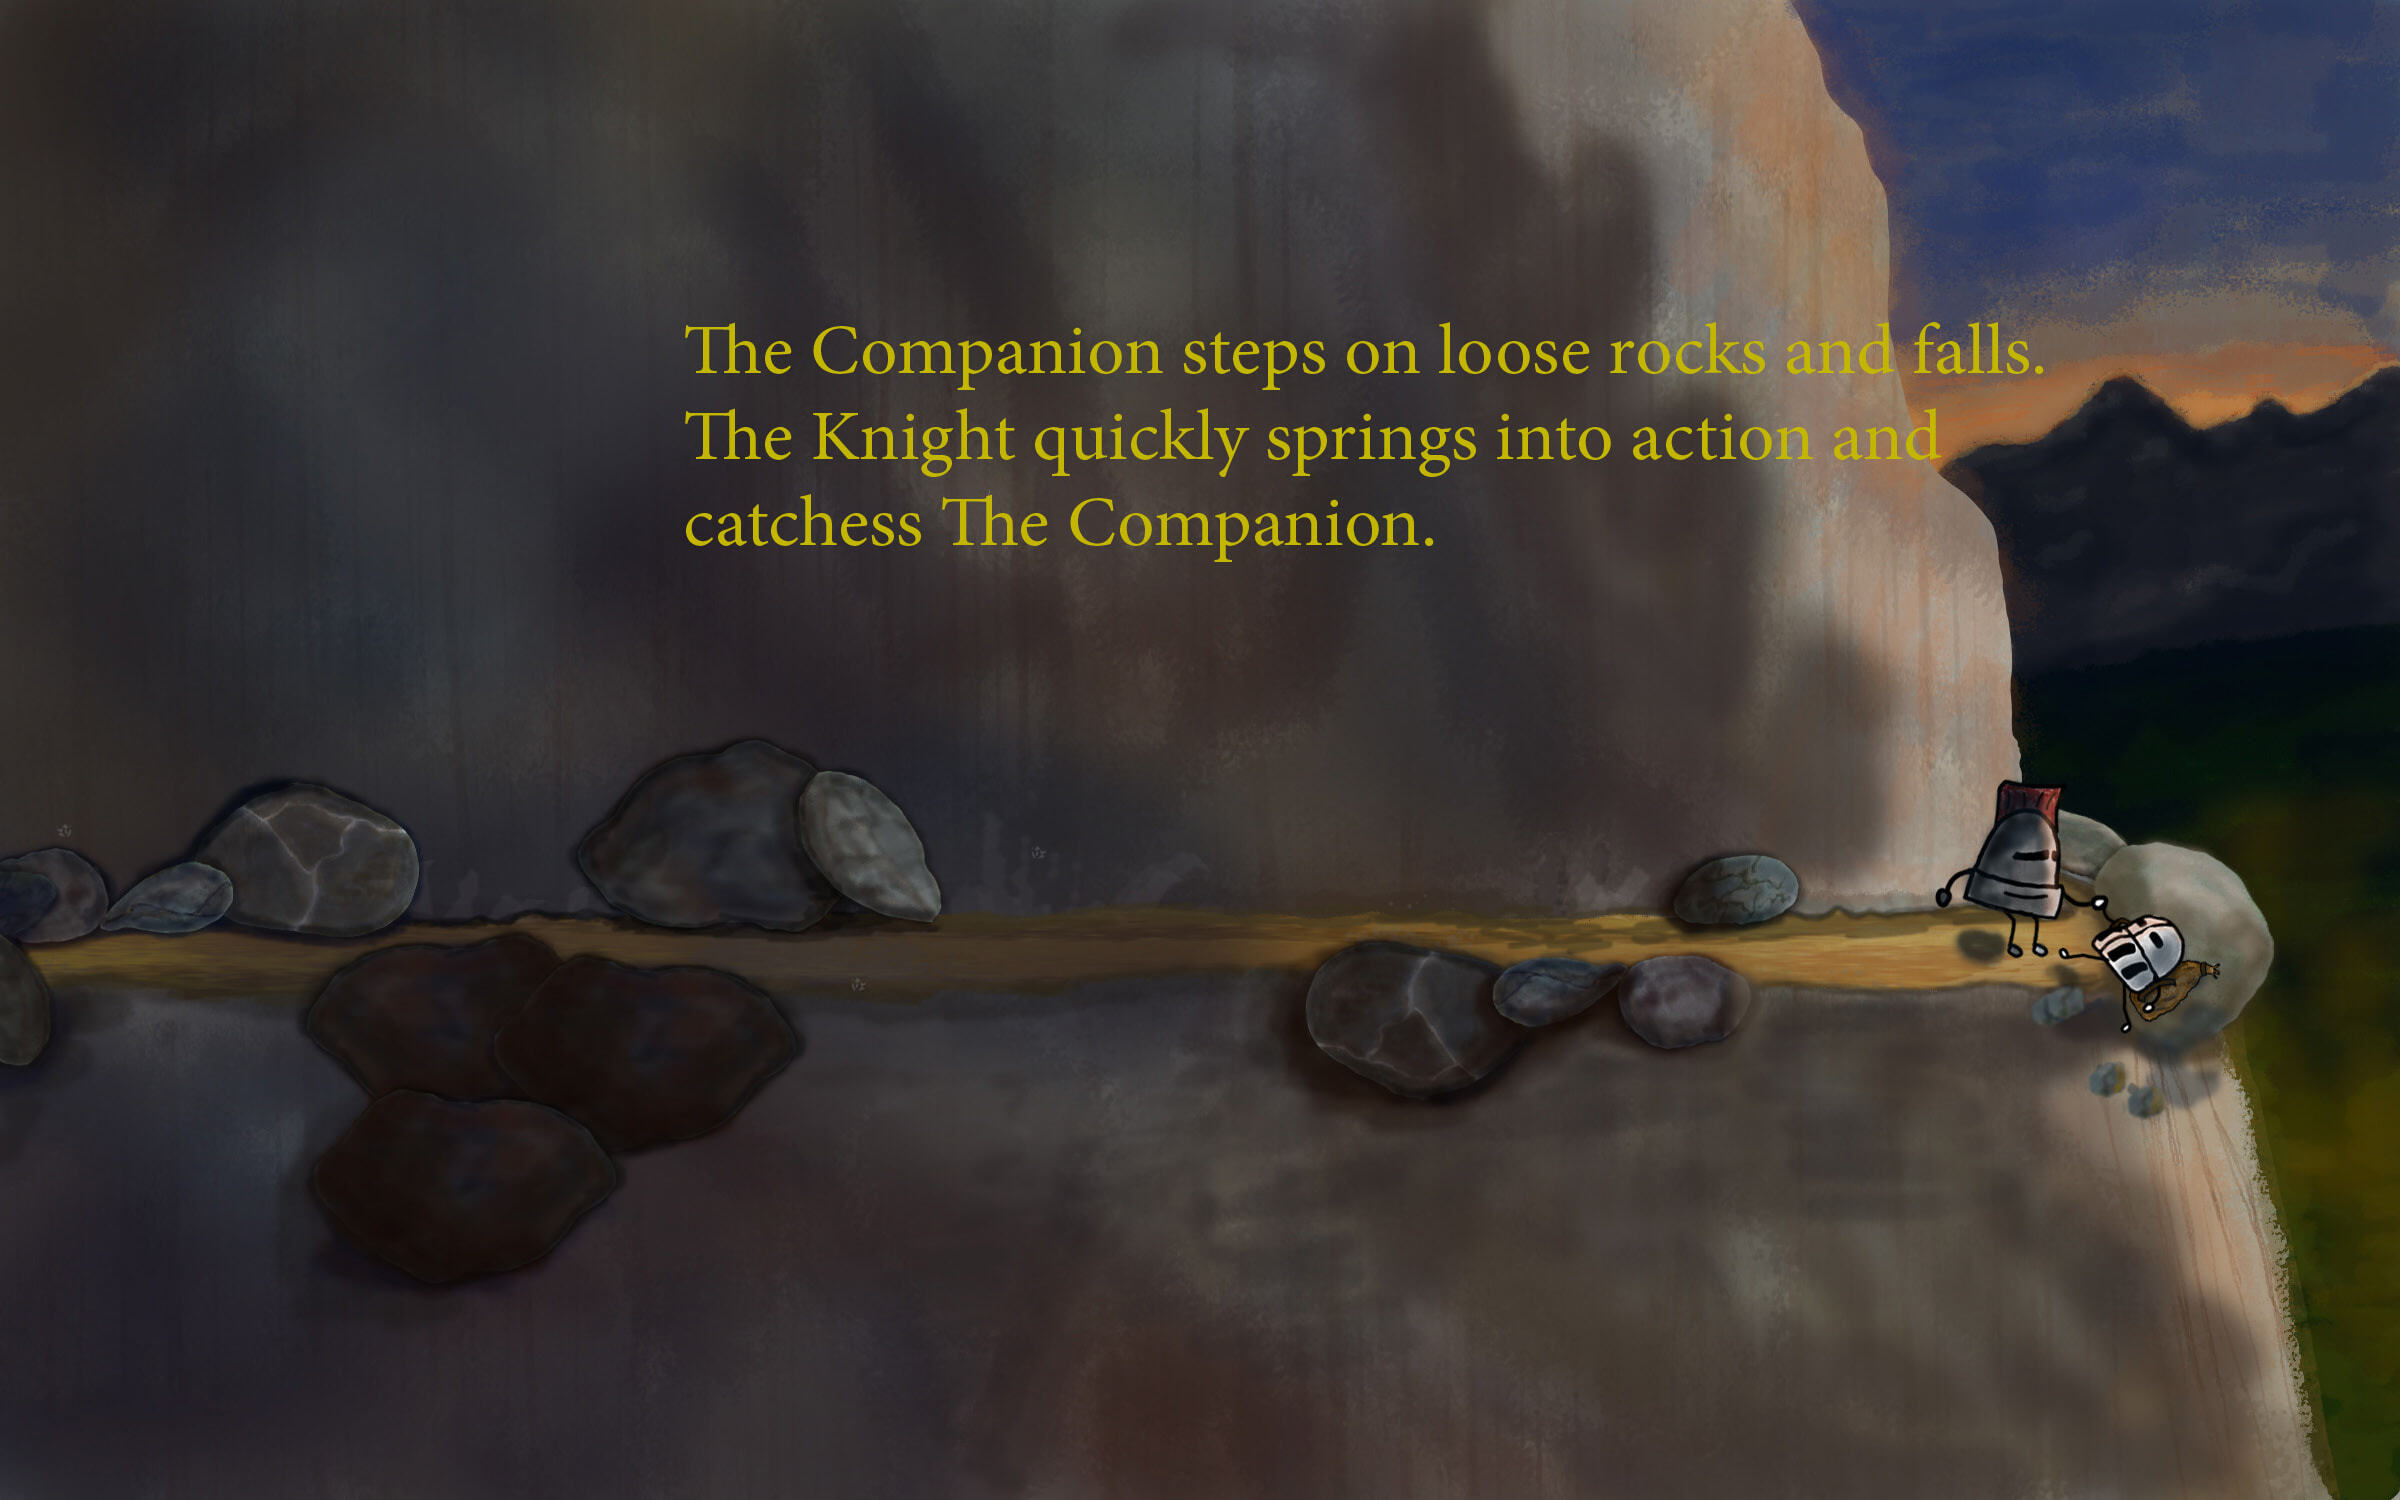 The Companion steps on loose rocks and falls.
The Knight quickly springs into action and
catchess The Companion.